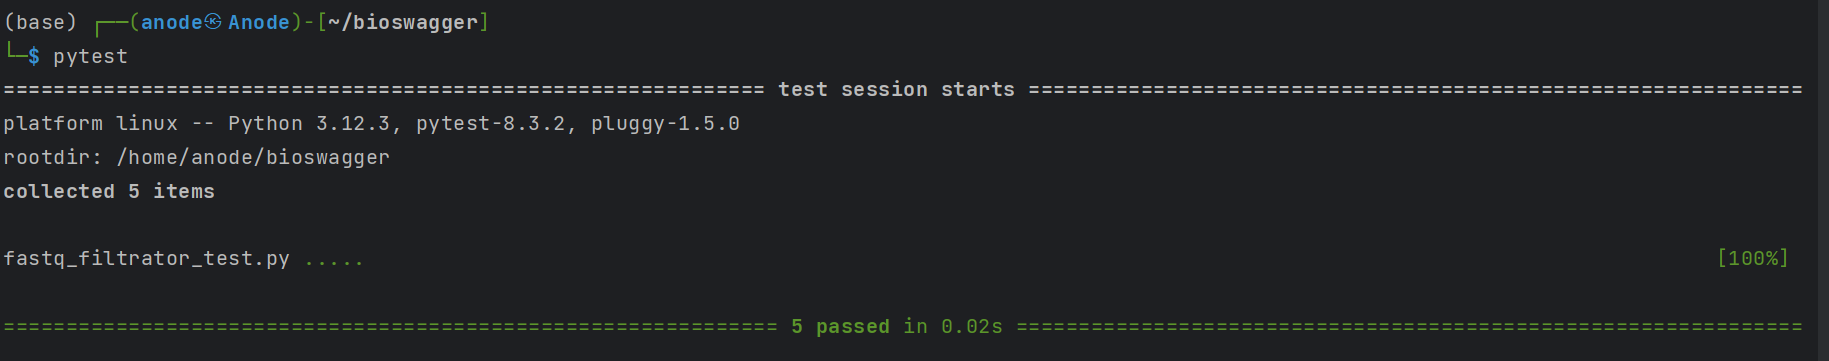 (base) ┌──(anode㉿Anode)-[~/bioswagger]
└─$ pytest
============================================================= test session starts ==============================================================
platform linux -- Python 3.12.3, pytest-8.3.2, pluggy-1.5.0
rootdir: /home/anode/bioswagger
collected 5 items
fastq_filtrator_test.py ..... [100%]
============================================================== 5 passed in 0.02s ===============================================================